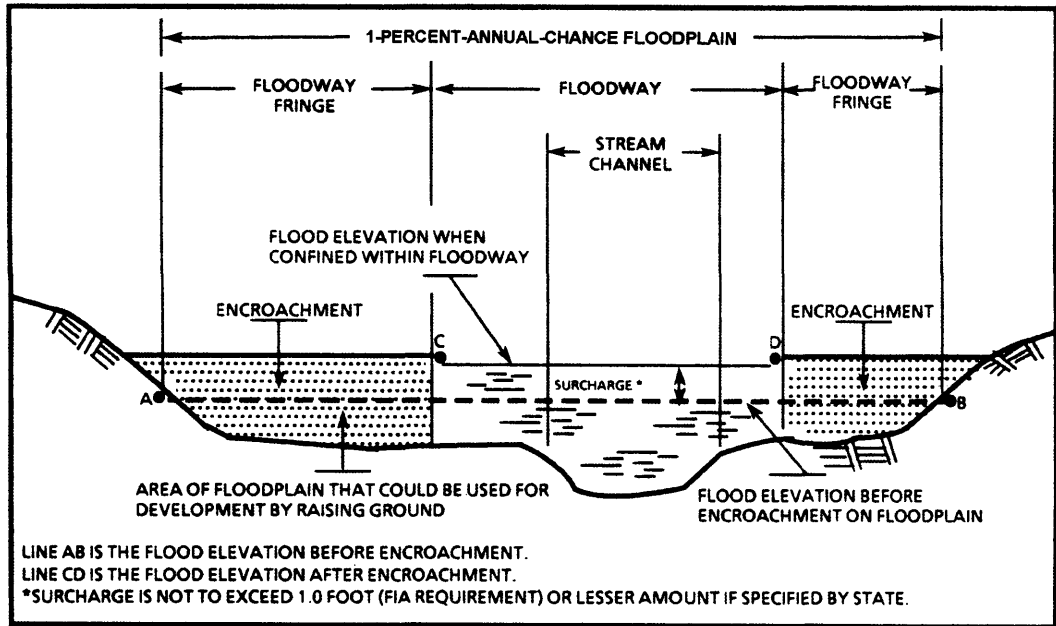 1-PERCENT-ANNUAL-CHANCE FLOODPLAIN
FLOODWAY
FRINGE
FLOODWAY
FLOODWAY
FRINGE
STREAM
CHANNEL
FLOOD ELEVATION WHEN
CONFINED WITHIN FLOODWAY
ENCROACHMENT
ENCROACHMENT
C
D
SURCHARGE *
A
B
AREA OF FLOODPLAIN THAT COULD BE USED FOR
DEVELOPMENT BY RAISING GROUND
FLOOD ELEVATION BEFORE
ENCROACHMENT ON FLOODPLAIN
LINE AB IS THE FLOOD ELEVATION BEFORE ENCROACHMENT.
LINE CD IS THE FLOOD ELEVATION AFTER ENCROACHMENT.
*SURCHARGE IS NOT TO EXCEED 1.0 FOOT (FIA REQUIREMENT) OR LESSER AMOUNT IF SPECIFIED BY STATE.